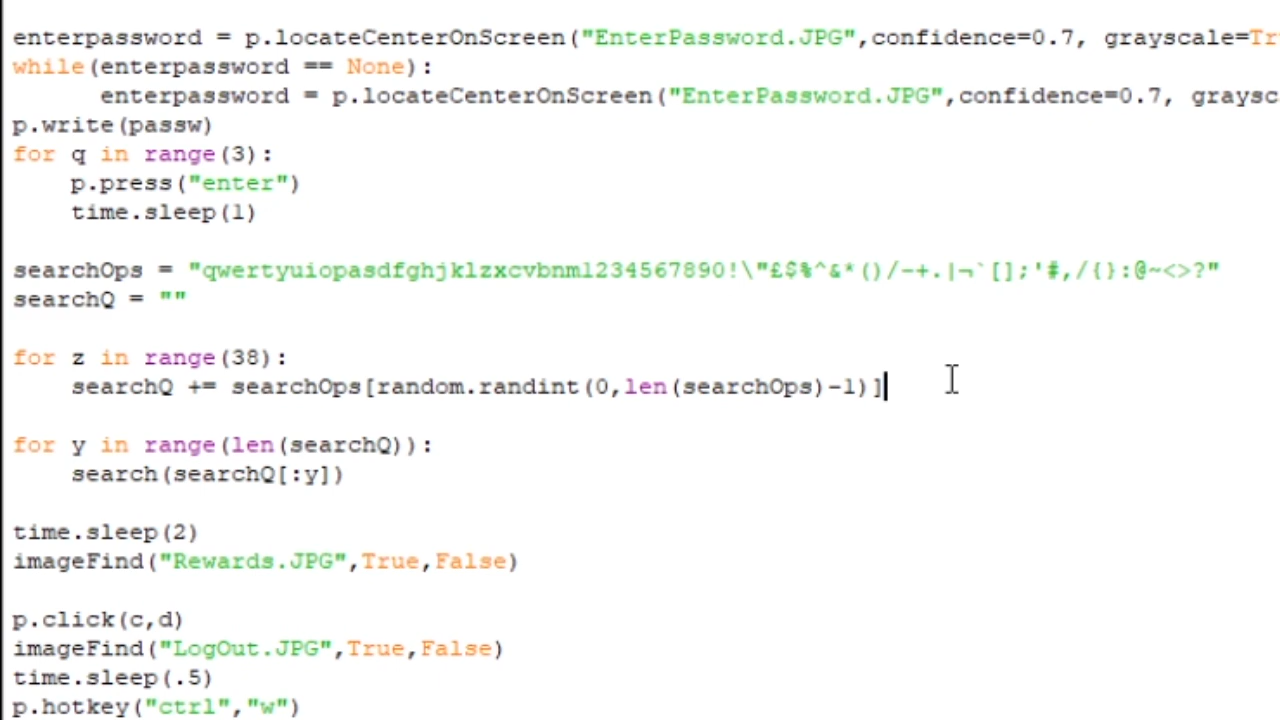 enterpassword = p.locateCenterOnScreen("EnterPassword.JPG",confidence=0.7, grayscale=Tr
while(enterpassword == None):
      enterpassword = p.locateCenterOnScreen("EnterPassword.JPG",confidence=0.7, graysc
p.write(passw)
for q in range(3):
    p.press("enter")
    time.sleep(1)
searchOps = "qwertyuiopasdfghjklzxcvbnm1234567890!\"£$%^&*()/-+.|¬`[];'#,/{}:@~<>?"
searchQ = ""
for z in range(38):
    searchQ += searchOps[random.randint(0,len(searchOps)-1)]
for y in range(len(searchQ)):
    search(searchQ[:y])
time.sleep(2)
imageFind("Rewards.JPG",True,False)
p.click(c,d)
imageFind("LogOut.JPG",True,False)
time.sleep(.5)
p.hotkey("ctrl","w")